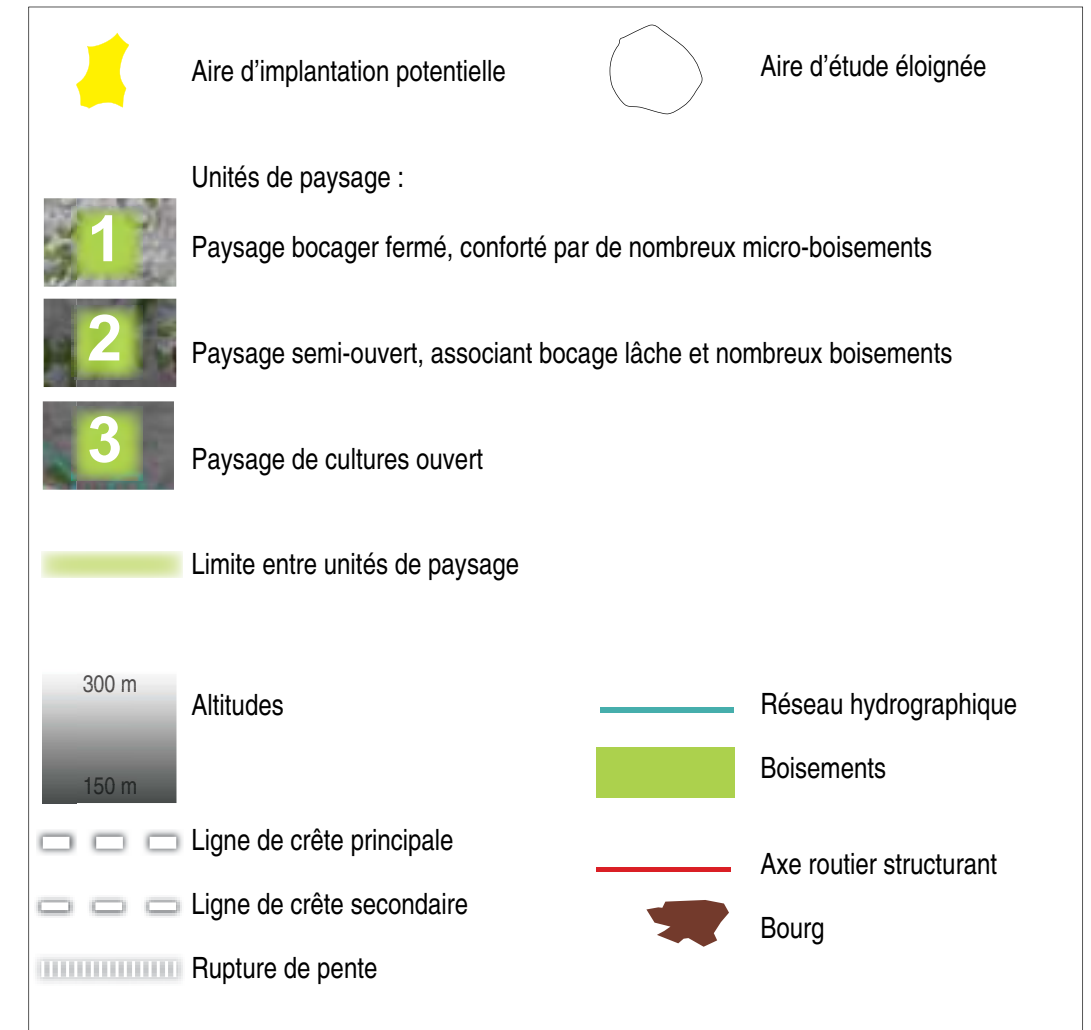 Aire d'implantation potentielle
Aire d'étude éloignée
Unités de paysage :
1
Paysage bocager fermé, conforté par de nombreux micro-boisements
2
Paysage semi-ouvert, associant bocage lâche et nombreux boisements
3
Paysage de cultures ouvert
Limite entre unités de paysage
300 m
Altitudes
150 m
Ligne de crête principale
Ligne de crête secondaire
Rupture de pente
Réseau hydrographique
Boisements
Axe routier structurant
Bourg